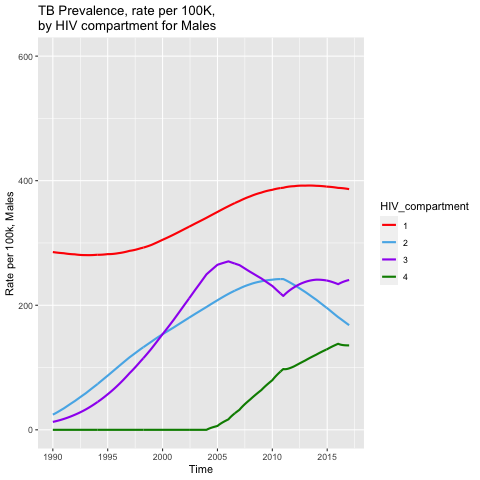 TB Prevalence, rate per 100K,
by HIV compartment for Males
600
400
200
0
Rate per 100k, Males
1990 1995 2000 2005 2010 2015
Time
HIV_compartment
1
2
3
4